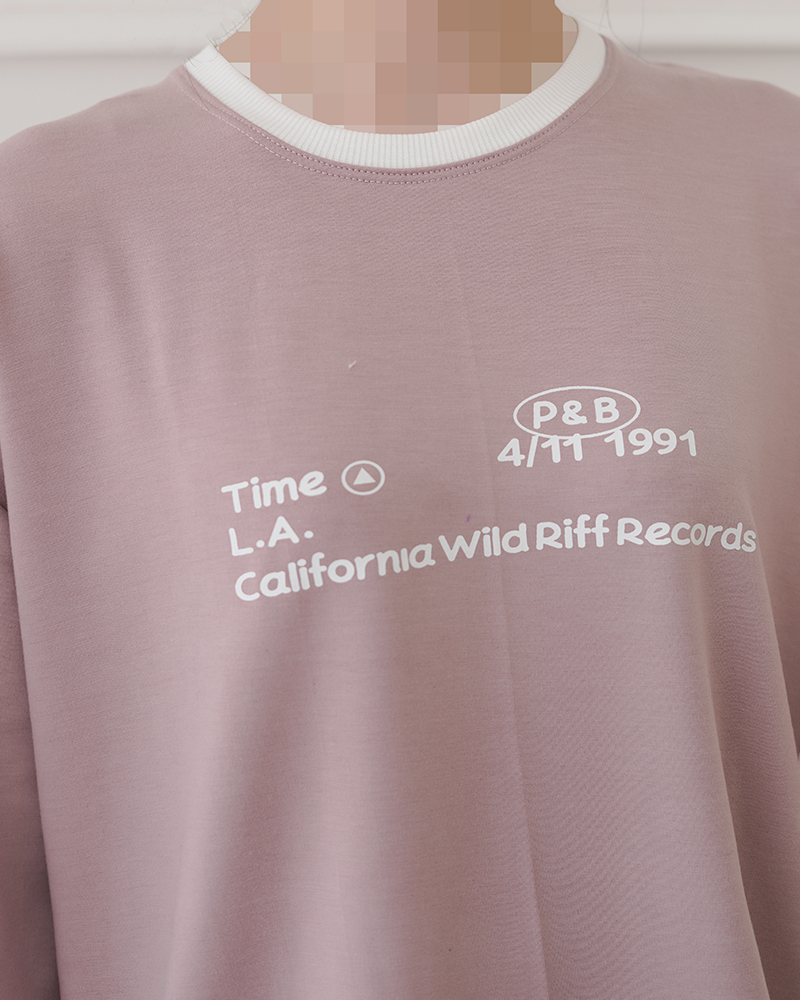 P & B
4/11 1991
Time
L.A.
California Wild Riff Records